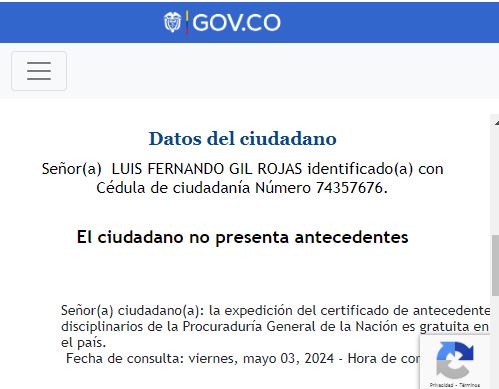 GOV.CO
Datos del ciudadano
Señor(a)  LUIS FERNANDO GIL ROJAS identificado(a) con
Cédula de ciudadanía Número 74357676.
El ciudadano no presenta antecedentes
Señor(a) ciudadano(a): la expedición del certificado de antecedente
disciplinarios de la Procuraduría General de la Nación es gratuita en
el país.
Fecha de consulta: viernes, mayo 03, 2024 - Hora de con
Privacidad - Términos